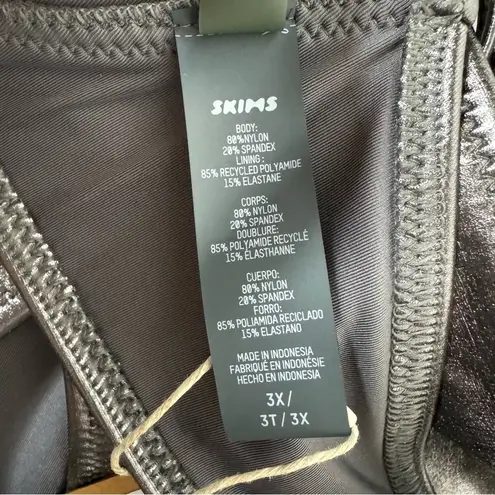 SKIMS
BODY:
80%NYLON
20% SPANDEX
LINING :
85% RECYCLED POLYAMIDE
15% ELASTANE
CORPS:
80% NYLON
20% SPANDEX
DOUBLURE:
85% POLYAMIDE RECYCLÉ
15% ÉLASTHANNE
CUERPO:
80% NYLON
20% SPANDEX
FORRO:
85% POLIAMIDA RECICLADO
15% ELASTANO
MADE IN INDONESIA
FABRIQUÉ EN INDONÉSIE
HECHO EN INDONESIA
3X/
3T / 3X